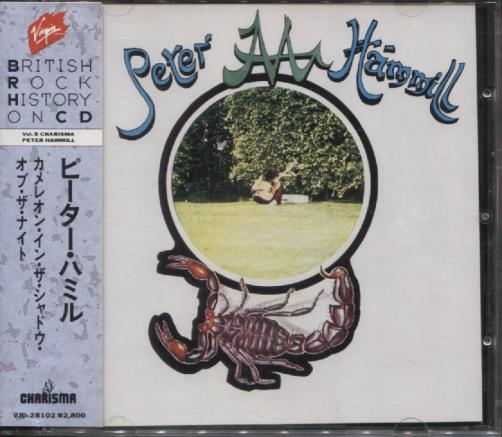 Virgin
BRITISH
ROCK
HISTORY
ON CD
Vol.5 CHARISMA
PETER HAMMILL
ピーター・ハミル
カメレオン・イン・ザ・シャドウ・
オブ・ザ・ナイト
CHARISMA
VJD-28102 ¥2,800
Peter Hammill